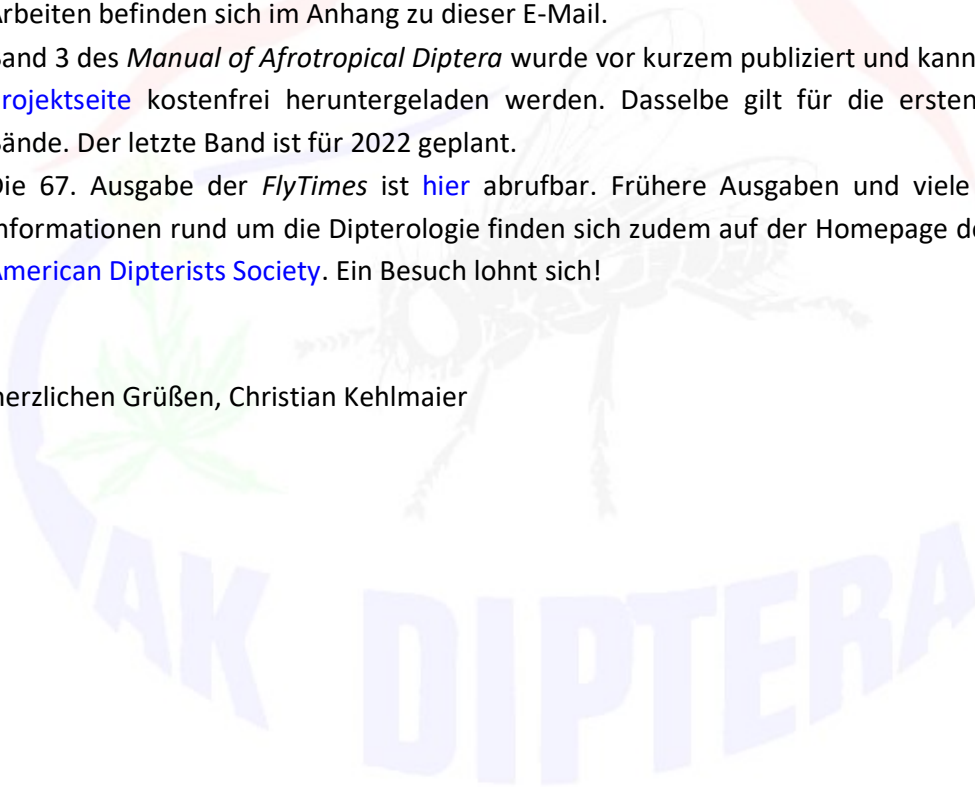 Arbeiten befinden sich im Anhang zu dieser E-Mail.
Band 3 des Manual of Afrotropical Diptera wurde vor kurzem publiziert und kann
Projektseite kostenfrei heruntergeladen werden. Dasselbe gilt für die ersten
Bände. Der letzte Band ist für 2022 geplant.
Die 67. Ausgabe der FlyTimes ist hier abrufbar. Frühere Ausgaben und viele
Informationen rund um die Dipterologie finden sich zudem auf der Homepage de
American Dipterists Society. Ein Besuch lohnt sich!
herzlichen Grüßen, Christian Kehlmaier
AK DIPTERA